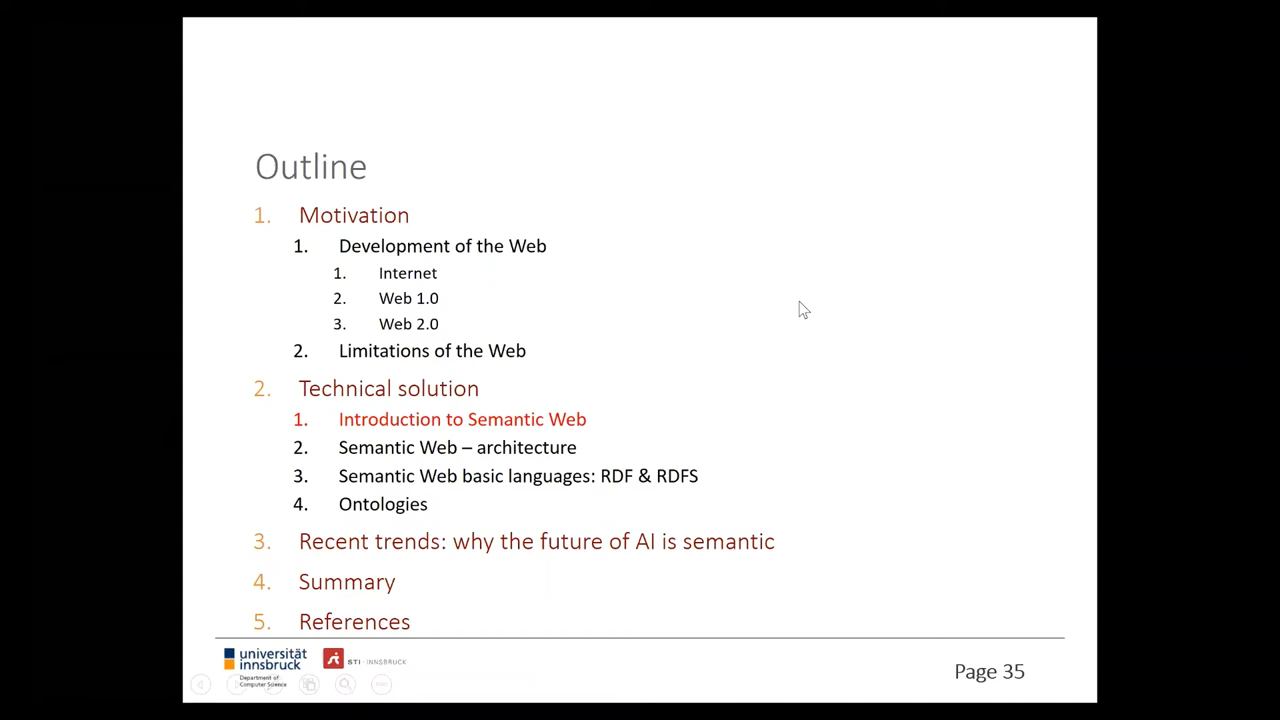 Outline
1. Motivation
1. Development of the Web
1. Internet
2. Web 1.0
3. Web 2.0
2. Limitations of the Web
2. Technical solution
1. Introduction to Semantic Web
2. Semantic Web – architecture
3. Semantic Web basic languages: RDF & RDFS
4. Ontologies
3. Recent trends: why the future of AI is semantic
4. Summary
5. References
universität
innsbruck
Department of
Computer Science
STI · INNSBRUCK
Page 35